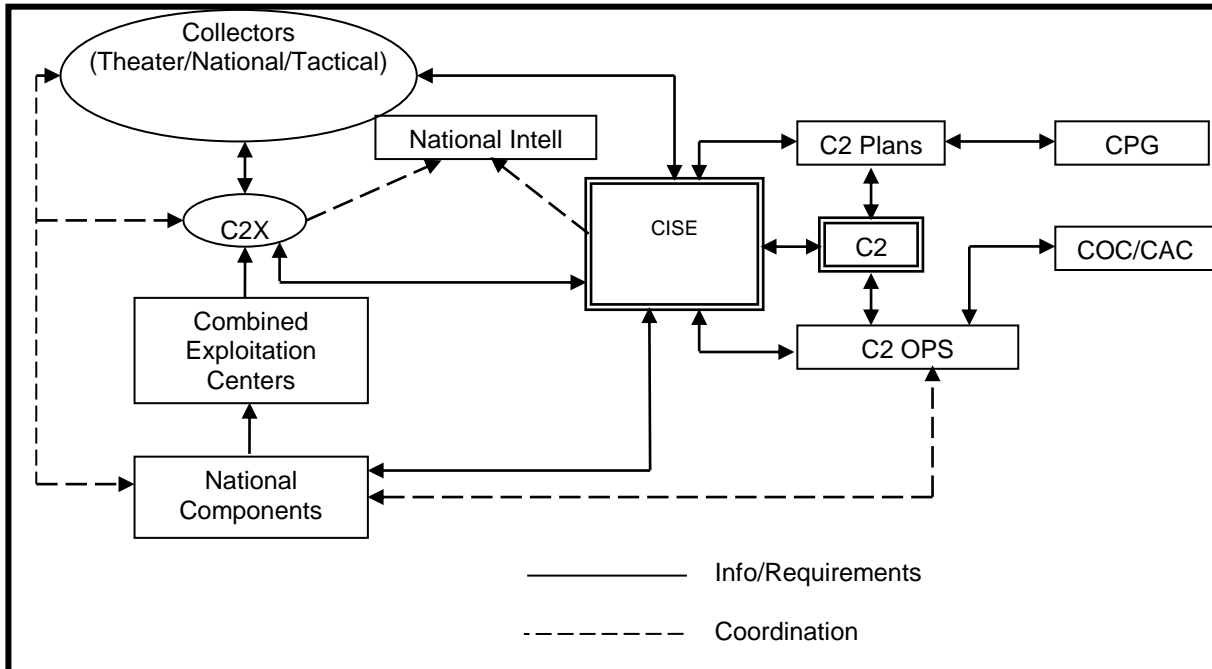 Collectors
(Theater/National/Tactical)
National Intell
C2 Plans
CPG
C2X
CISE
C2
COC/CAC
Combined
Exploitation
Centers
C2 OPS
National
Components
Info/Requirements
Coordination